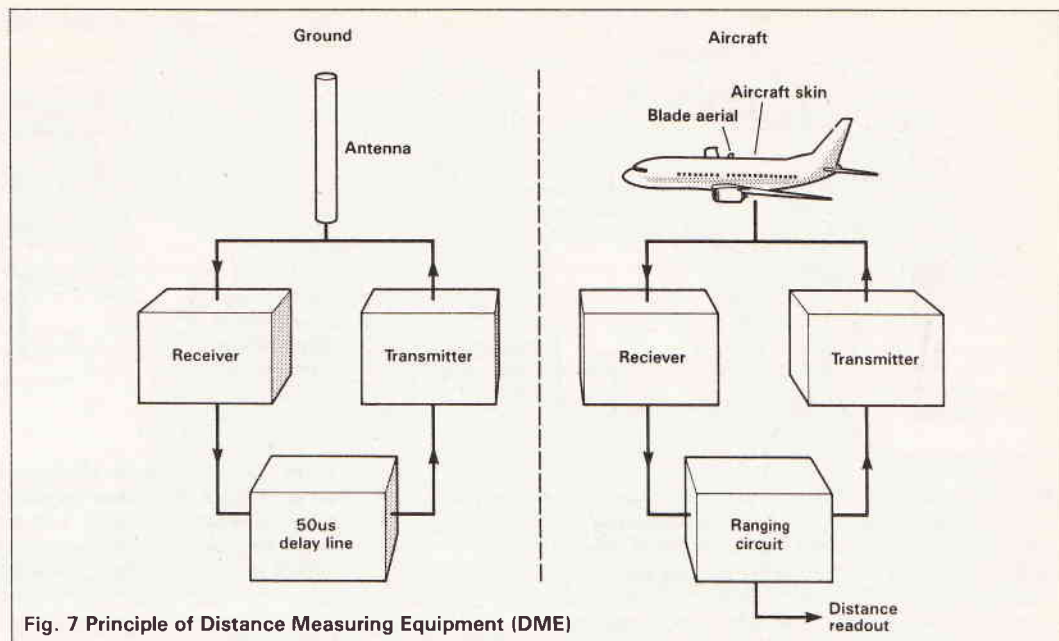 Ground
Aircraft
Antenna
Aircraft skin
Blade aerial
Receiver
Transmitter
Reciever
Transmitter
50us
delay line
Ranging
circuit
Distance
readout
Fig. 7 Principle of Distance Measuring Equipment (DME)